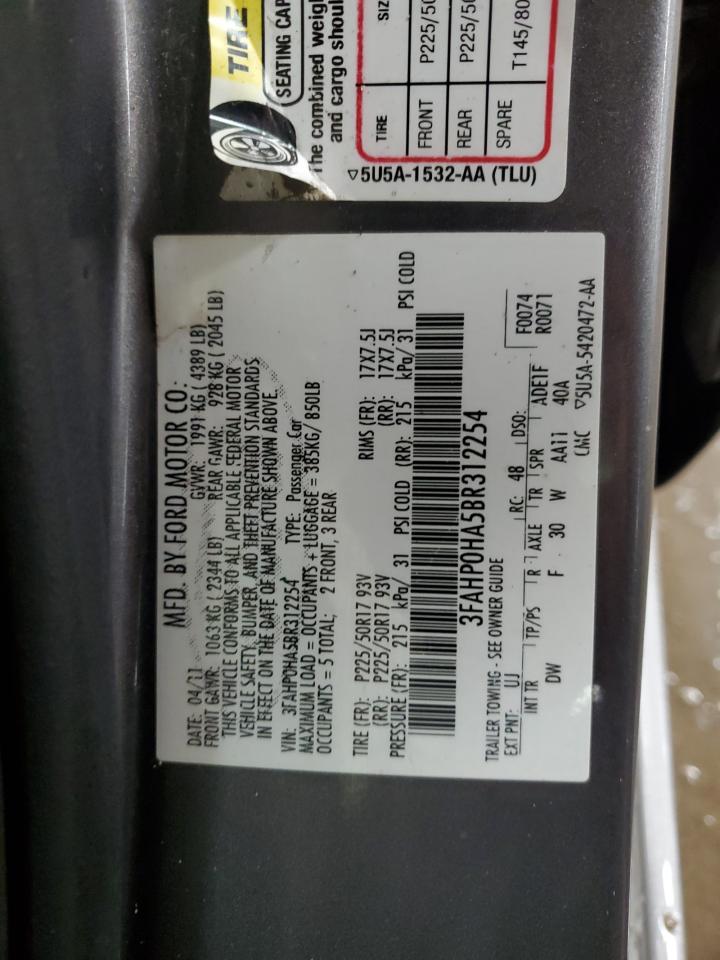 MFD. BY FORD MOTOR CO.
DATE: 04/11 GVWR: 1991 KG ( 4389 LB)
FRONT GAWR: 1063 KG ( 2344 LB) REAR GAWR: 928 KG ( 2045 LB)
THIS VEHICLE CONFORMS TO ALL APPLICABLE FEDERAL MOTOR
VEHICLE SAFETY, BUMPER, AND THEFT PREVENTION STANDARDS
IN EFFECT ON THE DATE OF MANUFACTURE SHOWN ABOVE.
VIN: 3FAHP0HA5BR312254 TYPE: Passenger Car
MAXIMUM LOAD = OCCUPANTS + LUGGAGE = 385KG/ 850LB
OCCUPANTS = 5 TOTAL; 2 FRONT, 3 REAR
TIRE (FR): P225/50R17 93V RIMS (FR): 17X7.5J
(RR): P225/50R17 93V (RR): 17X7.5J
PRESSURE (FR): 215 kPa/ 31 PSI COLD (RR): 215 kPa/ 31 PSI COLD
3FAHP0HA5BR312254
TRAILER TOWING - SEE OWNER GUIDE
F0074
EXT PNT: UJ RC: 48 DSO: R0071
INT TR TP/PS R AXLE TR SPR ADE1F
DW F 30 W AA11 40A
CMC ▽5U5A-5420472-AA
TIRE
SEATING CAP
The combined weigh
and cargo shoul
TIRE SIZ
FRONT P225/50
REAR P225/50
SPARE T145/80
▽5U5A-1532-AA (TLU)